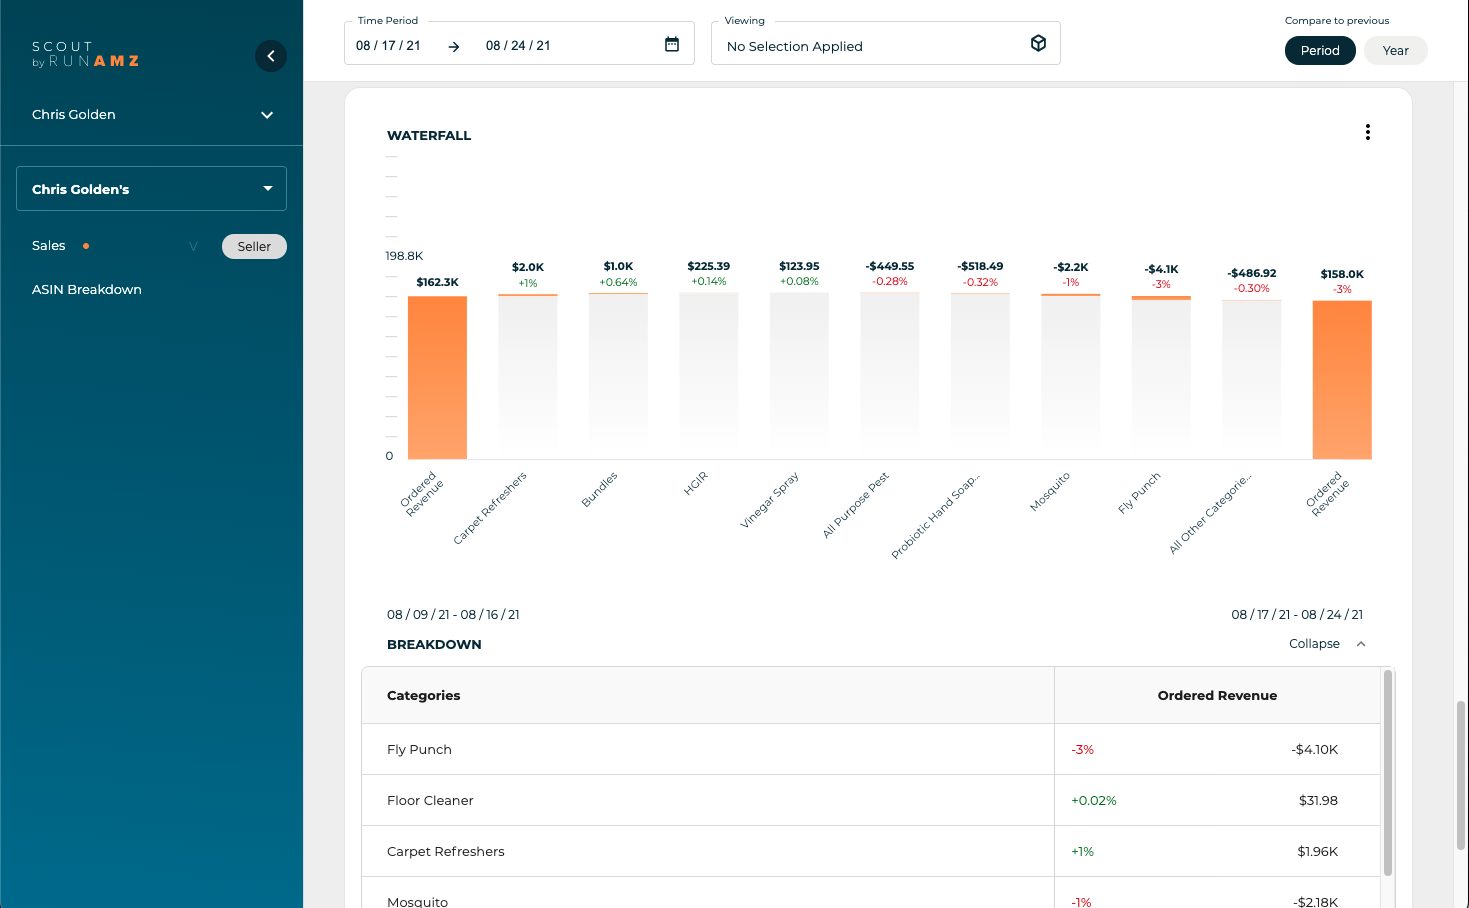 SCOUT
by RUNAMZ
Chris Golden
Chris Golden's
Sales
V
Seller
ASIN Breakdown
Time Period
08 / 17 / 21
08 / 24 / 21
Viewing
No Selection Applied
Compare to previous
Period
Year
WATERFALL
198.8K
0
$162.3K
$2.0K
+1%
$1.0K
+0.64%
$225.39
+0.14%
$123.95
+0.08%
-$449.55
-0.28%
-$518.49
-0.32%
-$2.2K
-1%
-$4.1K
-3%
-$486.92
-0.30%
$158.0K
-3%
Ordered
Revenue
Carpet Refreshers
Bundles
HGIR
Vinegar Spray
All Purpose Pest
Probiotic Hand Soap...
Mosquito
Fly Punch
All Other Categorie...
Ordered
Revenue
08 / 09 / 21 - 08 / 16 / 21
08 / 17 / 21 - 08 / 24 / 21
BREAKDOWN
Collapse
Categories
Ordered Revenue
Fly Punch
-3%
-$4.10K
Floor Cleaner
+0.02%
$31.98
Carpet Refreshers
+1%
$1.96K
Mosquito
-1%
-$2.18K